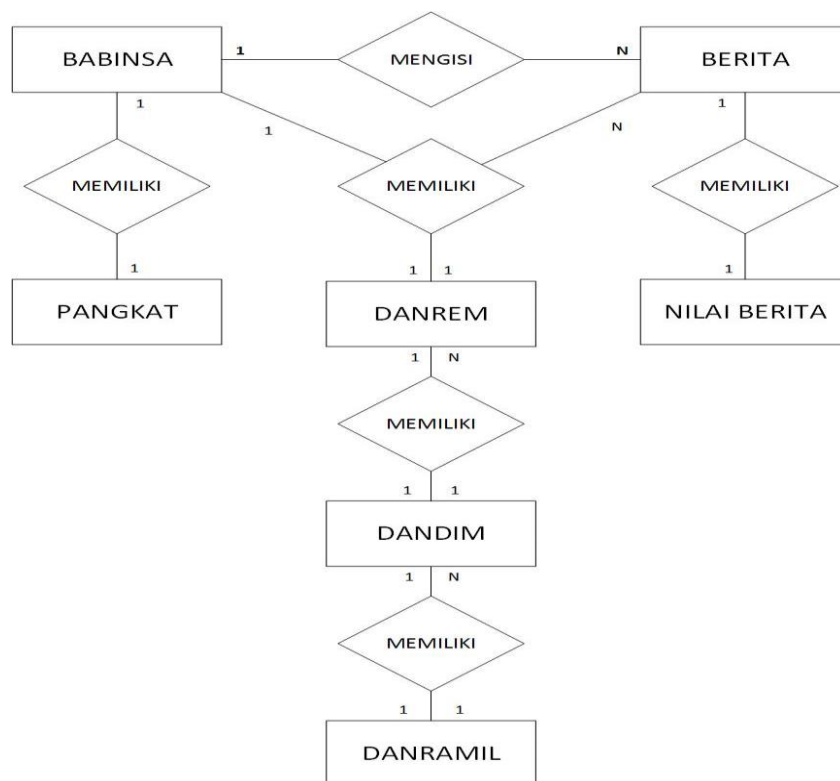 BABINSA 1 MENGISI N BERITA
1 1 N 1
MEMILIKI MEMILIKI MEMILIKI
1 1 1 1
PANGKAT DANREM NILAI BERITA
1 N
MEMILIKI
1 1
DANDIM
1 N
MEMILIKI
1 1
DANRAMIL